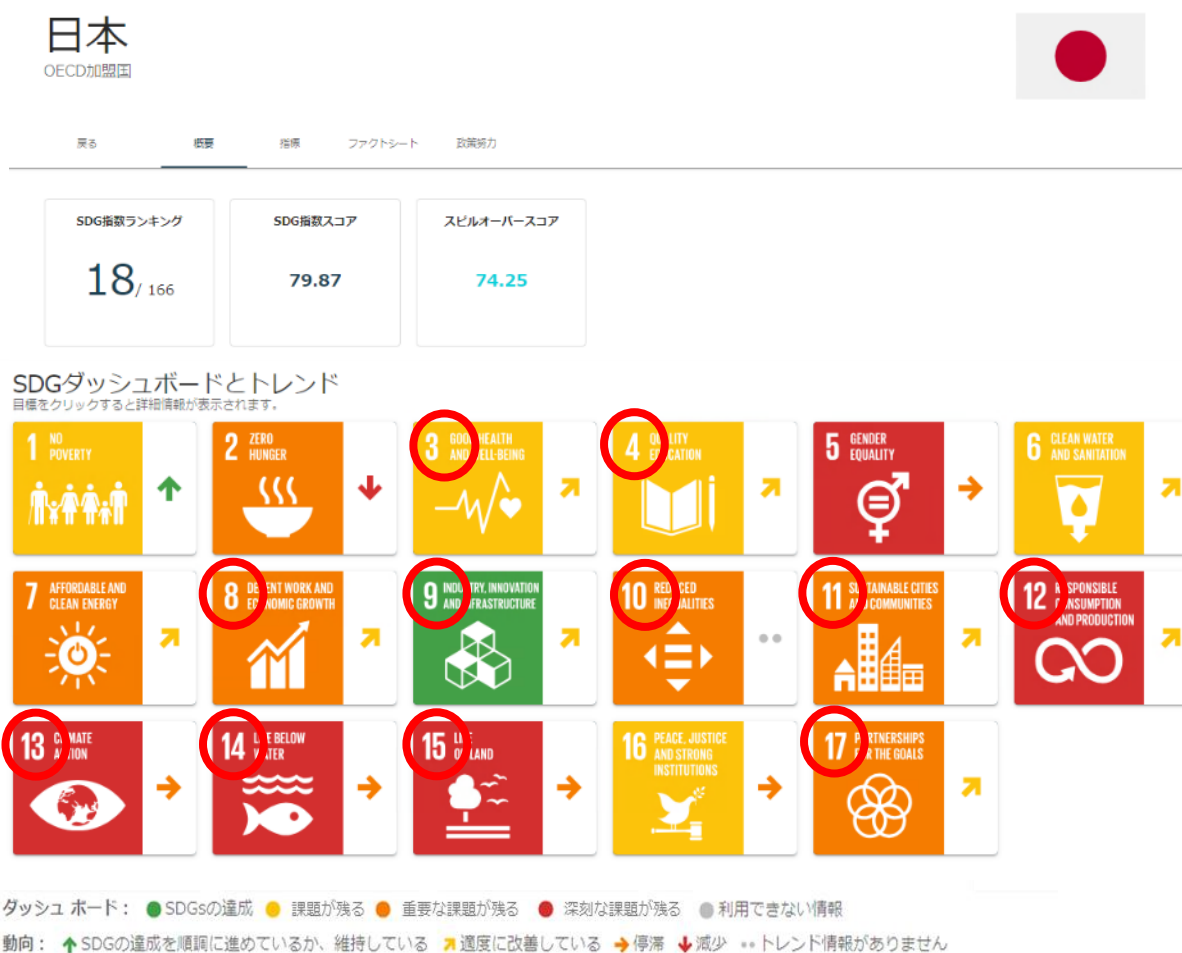 日本
OECD加盟国
戻る 概要 指標 ファクトシート 政策努力
SDG指数ランキング SDG指数スコア スピルオーバースコア
18/ 166 79.87 74.25
SDGダッシュボードとトレンド
目標をクリックすると詳細情報が表示されます。
1 NO POVERTY
2 ZERO HUNGER
3 GOOD HEALTH AND WELL-BEING
4 QUALITY EDUCATION
5 GENDER EQUALITY
6 CLEAN WATER AND SANITATION
7 AFFORDABLE AND CLEAN ENERGY
8 DECENT WORK AND ECONOMIC GROWTH
9 INDUSTRY, INNOVATION AND INFRASTRUCTURE
10 REDUCED INEQUALITIES
11 SUSTAINABLE CITIES AND COMMUNITIES
12 RESPONSIBLE CONSUMPTION AND PRODUCTION
13 CLIMATE ACTION
14 LIFE BELOW WATER
15 LIFE ON LAND
16 PEACE, JUSTICE AND STRONG INSTITUTIONS
17 PARTNERSHIPS FOR THE GOALS
ダッシュ ボード： SDGsの達成 課題が残る 重要な課題が残る 深刻な課題が残る 利用できない情報
動向： SDGの達成を順調に進めているか、維持している 適度に改善している 停滞 減少 トレンド情報がありません